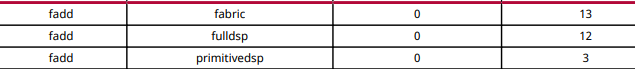 fadd fabric 0 13
fadd fulldsp 0 12
fadd primitivedsp 0 3